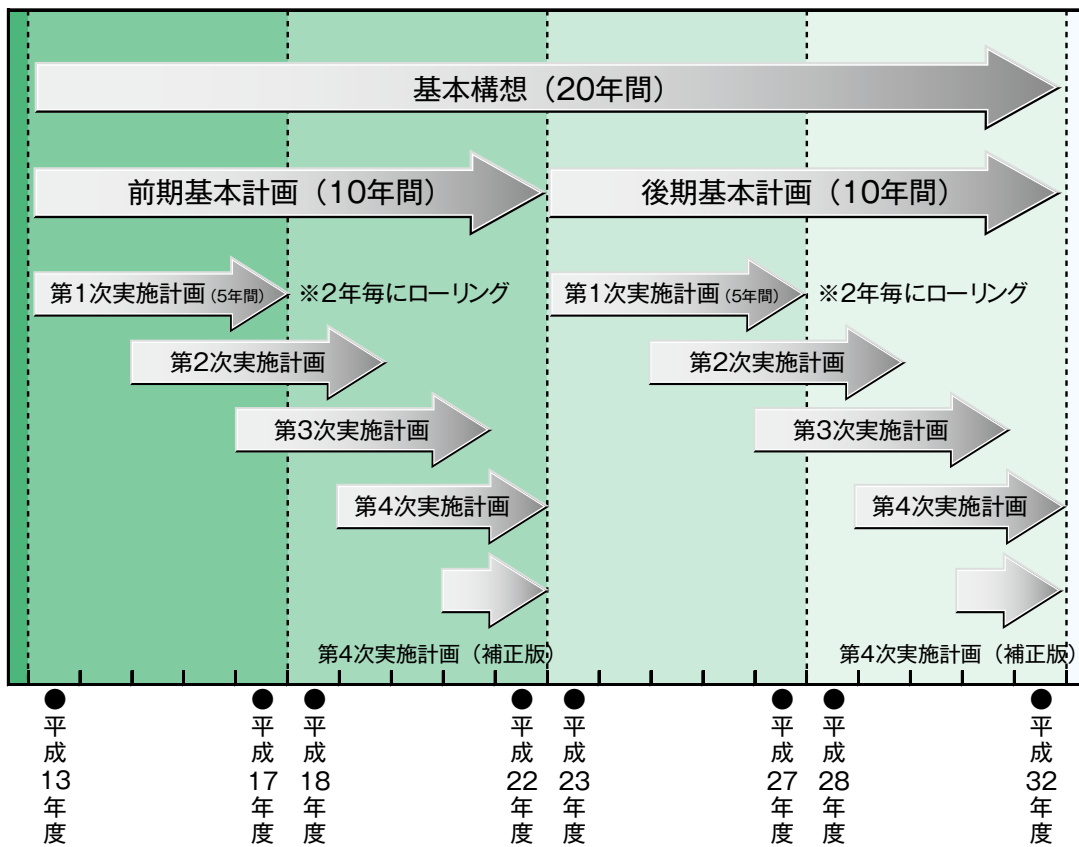 基本構想（20年間）
前期基本計画（10年間）
後期基本計画（10年間）
第1次実施計画（5年間）
※2年毎にローリング
第1次実施計画（5年間）
※2年毎にローリング
第2次実施計画
第2次実施計画
第3次実施計画
第3次実施計画
第4次実施計画
第4次実施計画
第4次実施計画（補正版）
第4次実施計画（補正版）
平成13年度
平成17年度
平成18年度
平成22年度
平成23年度
平成27年度
平成28年度
平成32年度